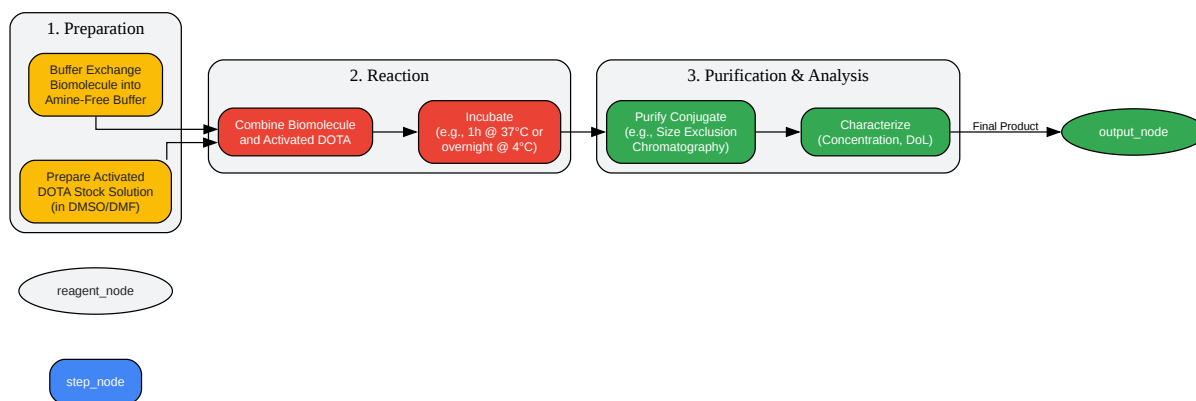 1. Preparation
Buffer Exchange
Biomolecule into
Amine-Free Buffer
Prepare Activated
DOTA Stock Solution
(in DMSO/DMF)
2. Reaction
Combine Biomolecule
and Activated DOTA
Incubate
(e.g., 1h @ 37°C or
overnight @ 4°C)
3. Purification & Analysis
Purify Conjugate
(e.g., Size Exclusion
Chromatography)
Characterize
(Concentration, DoL)
Final Product
output_node
reagent_node
step_node